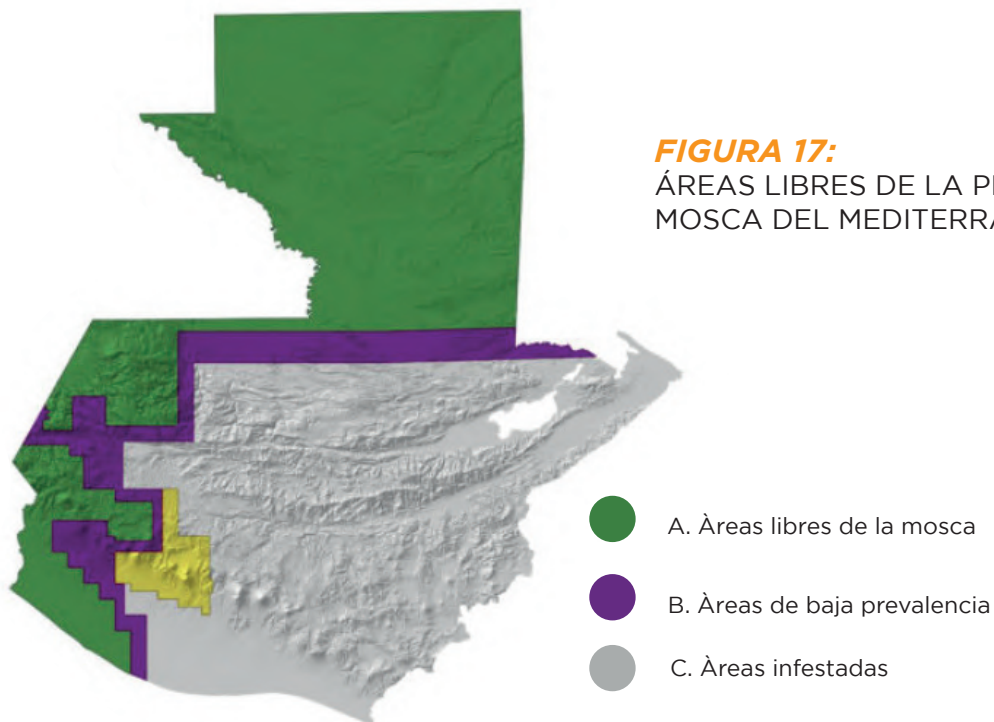 FIGURA 17:
ÁREAS LIBRES DE LA
MOSCA DEL
A. Àreas libres de la mosca
B. Àreas de baja prevalencia
C. Àreas infestadas